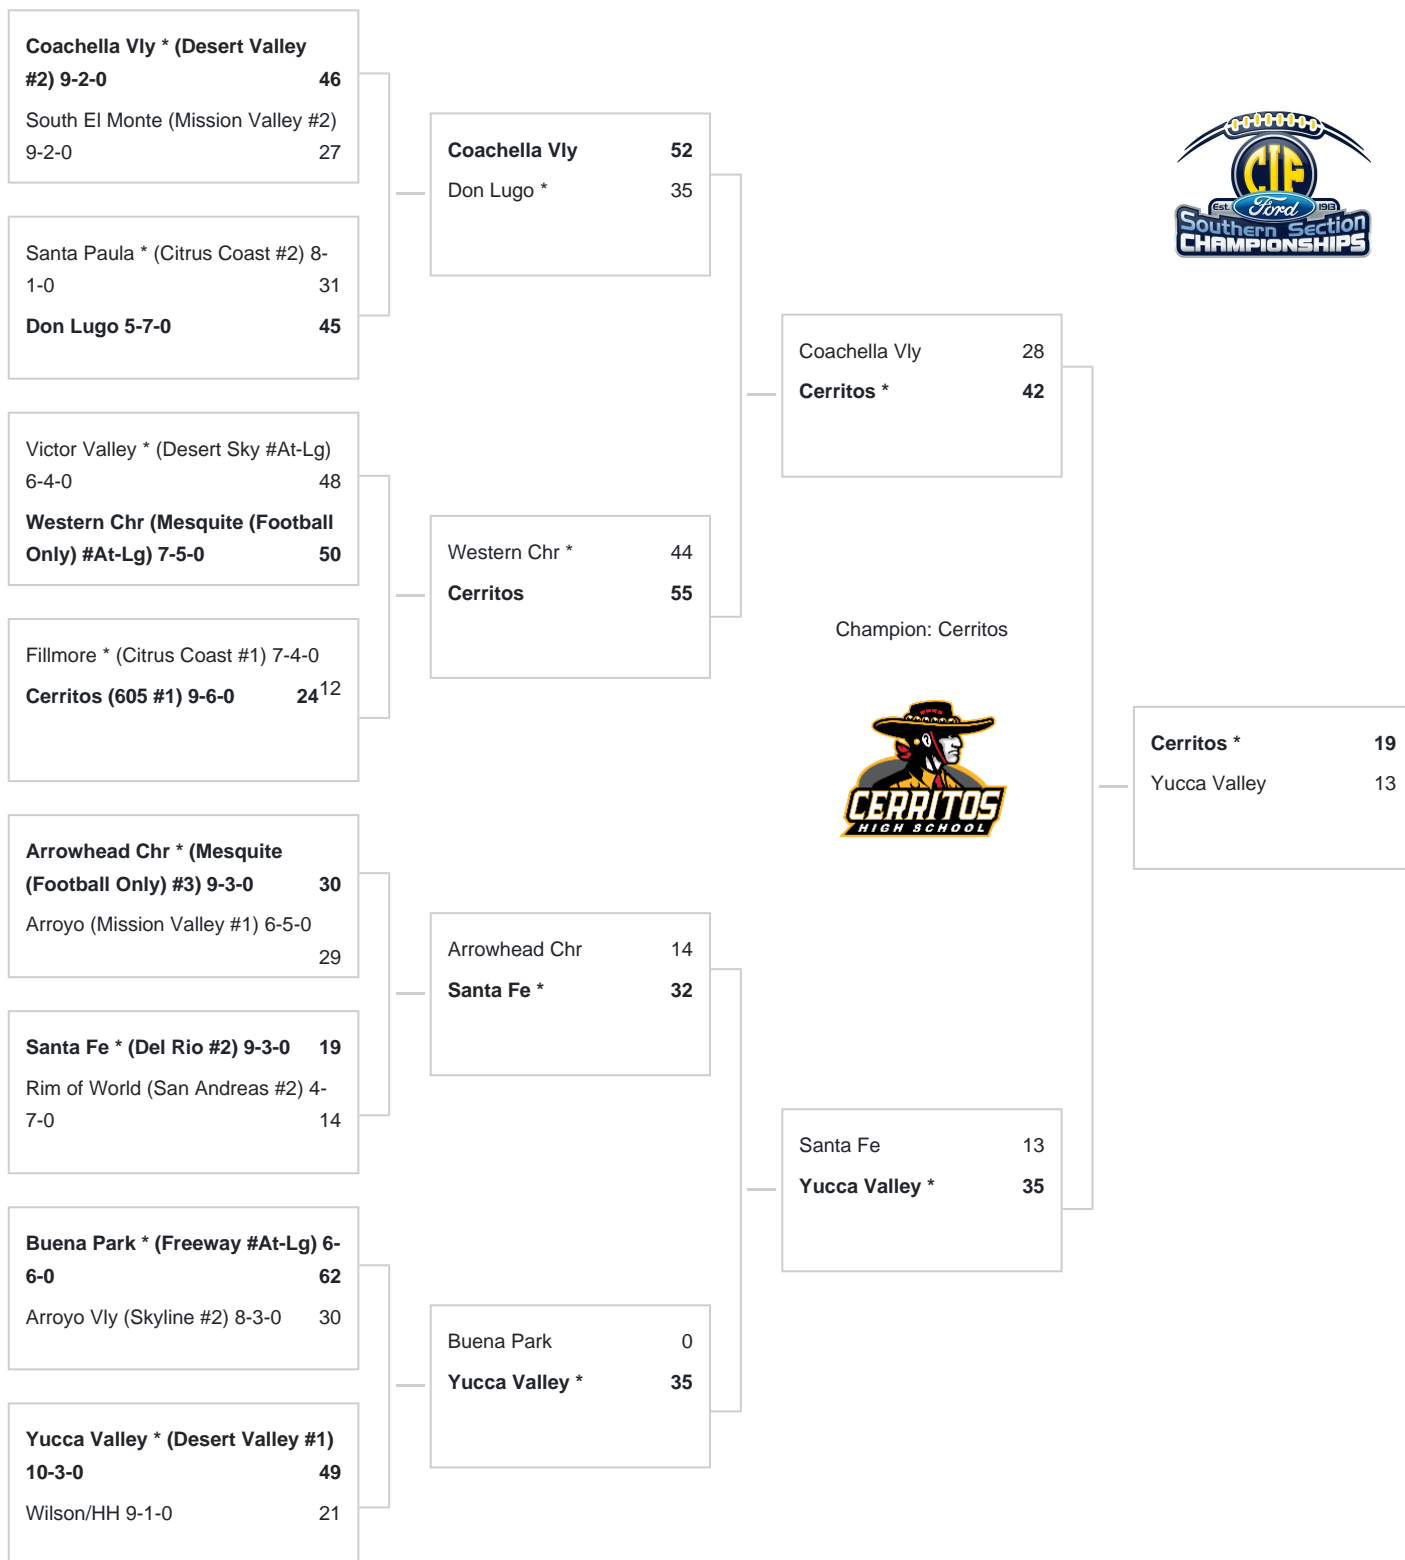 Coachella Vly * (Desert Valley
#2) 9-2-0 46
South El Monte (Mission Valley #2)
9-2-0 27
Santa Paula * (Citrus Coast #2) 8-
1-0 31
Don Lugo 5-7-0 45
Victor Valley * (Desert Sky #At-Lg)
6-4-0 48
Western Chr (Mesquite (Football
Only) #At-Lg) 7-5-0 50
Fillmore * (Citrus Coast #1) 7-4-0
12
Cerritos (605 #1) 9-6-0 24
Arrowhead Chr * (Mesquite
(Football Only) #3) 9-3-0 30
Arroyo (Mission Valley #1) 6-5-0
29
Santa Fe * (Del Rio #2) 9-3-0 19
Rim of World (San Andreas #2) 4-
7-0 14
Buena Park * (Freeway #At-Lg) 6-
6-0 62
Arroyo Vly (Skyline #2) 8-3-0 30
Yucca Valley * (Desert Valley #1)
10-3-0 49
Wilson/HH 9-1-0 21
Coachella Vly 52
Don Lugo * 35
Western Chr * 44
Cerritos 55
Arrowhead Chr 14
Santa Fe * 32
Buena Park 0
Yucca Valley * 35
Coachella Vly 28
Cerritos * 42
Santa Fe 13
Yucca Valley * 35
Champion: Cerritos
CERRITOS
HIGH SCHOOL
CIF
Est. Ford 1913
Southern Section
CHAMPIONSHIPS
Cerritos * 19
Yucca Valley 13